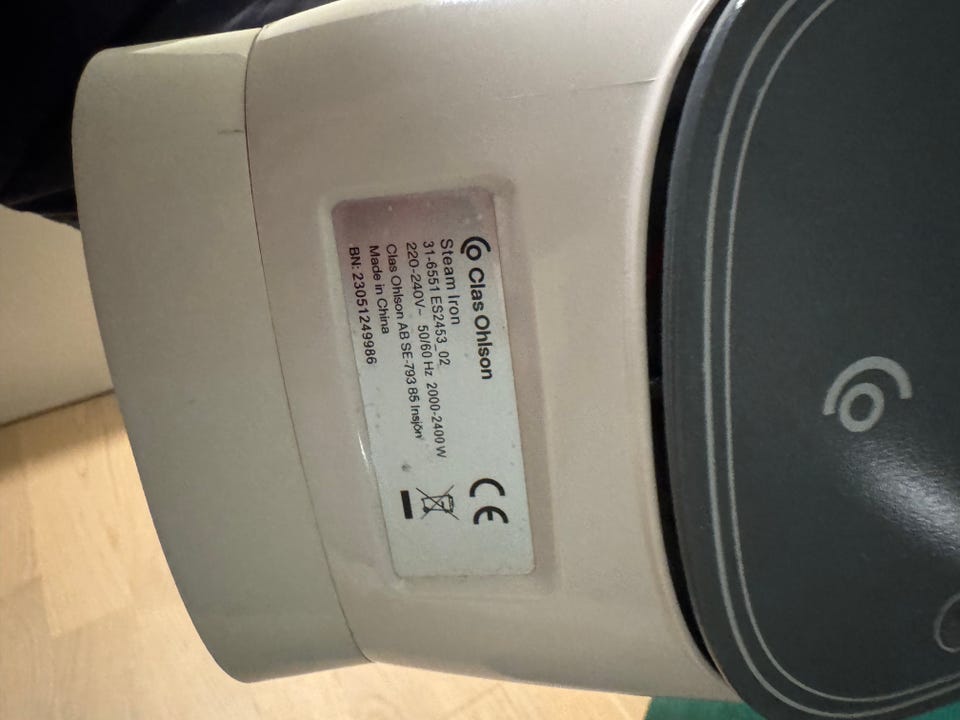 Clas Ohlson
Steam Iron
31-6551 ES2453_02
220-240V~ 50/60 Hz 2000-2400 W
Clas Ohlson AB SE-793 85 Insjön
Made in China
BN: 23051249986
CE